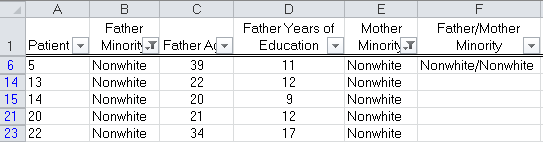 A B C D E F
Father Father Years of Mother Father/Mother
1 Patient Minority Father Ag Education Minority Minority
6 5 Nonwhite 39 11 Nonwhite Nonwhite/Nonwhite
14 13 Nonwhite 22 12 Nonwhite
15 14 Nonwhite 20 9 Nonwhite
21 20 Nonwhite 21 12 Nonwhite
23 22 Nonwhite 34 17 Nonwhite